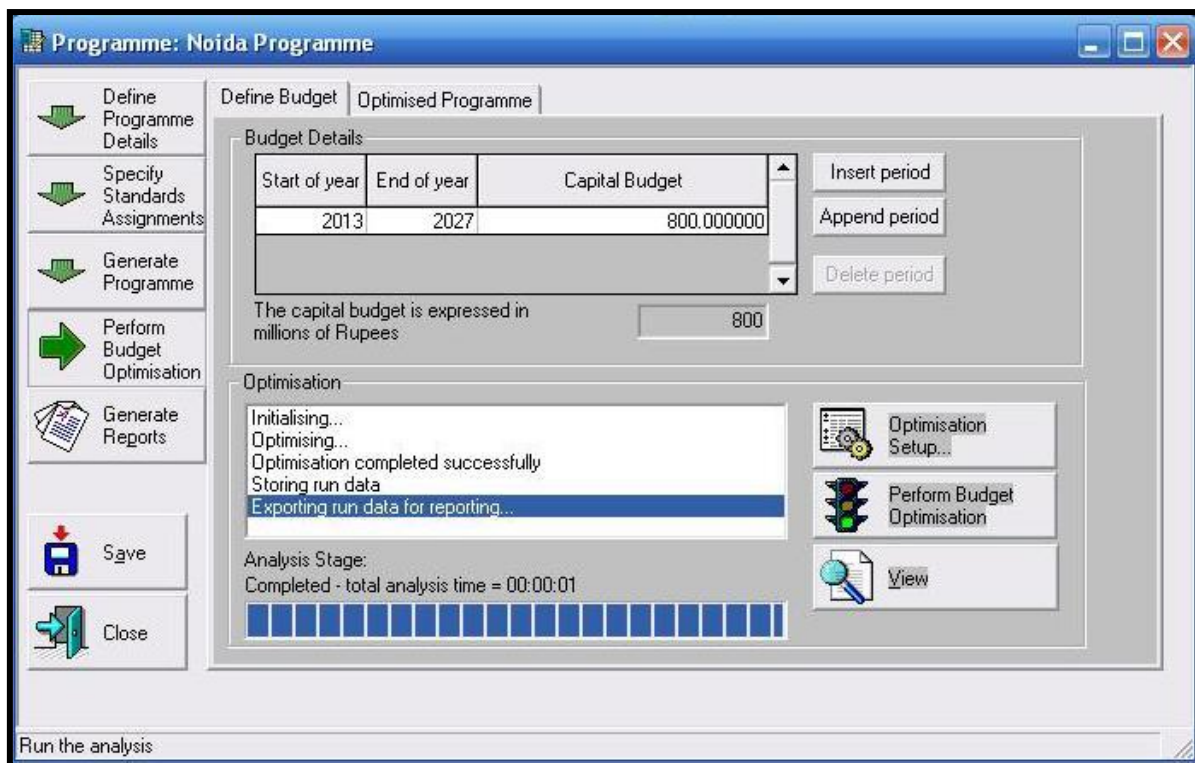 Programme: Noida Programme
Define
Programme
Details
Specify
Standards
Assignments
Generate
Programme
Perform
Budget
Optimisation
Generate
Reports
Save
Close
Define Budget
Optimised Programme
Budget Details
Start of year End of year Capital Budget
2013 2027 800.000000
Insert period
Append period
Delete period
The capital budget is expressed in
millions of Rupees
800
Optimisation
Initialising...
Optimising...
Optimisation completed successfully
Storing run data
Exporting run data for reporting...
Optimisation
Setup...
Perform Budget
Optimisation
View
Analysis Stage:
Completed - total analysis time = 00:00:01
Run the analysis